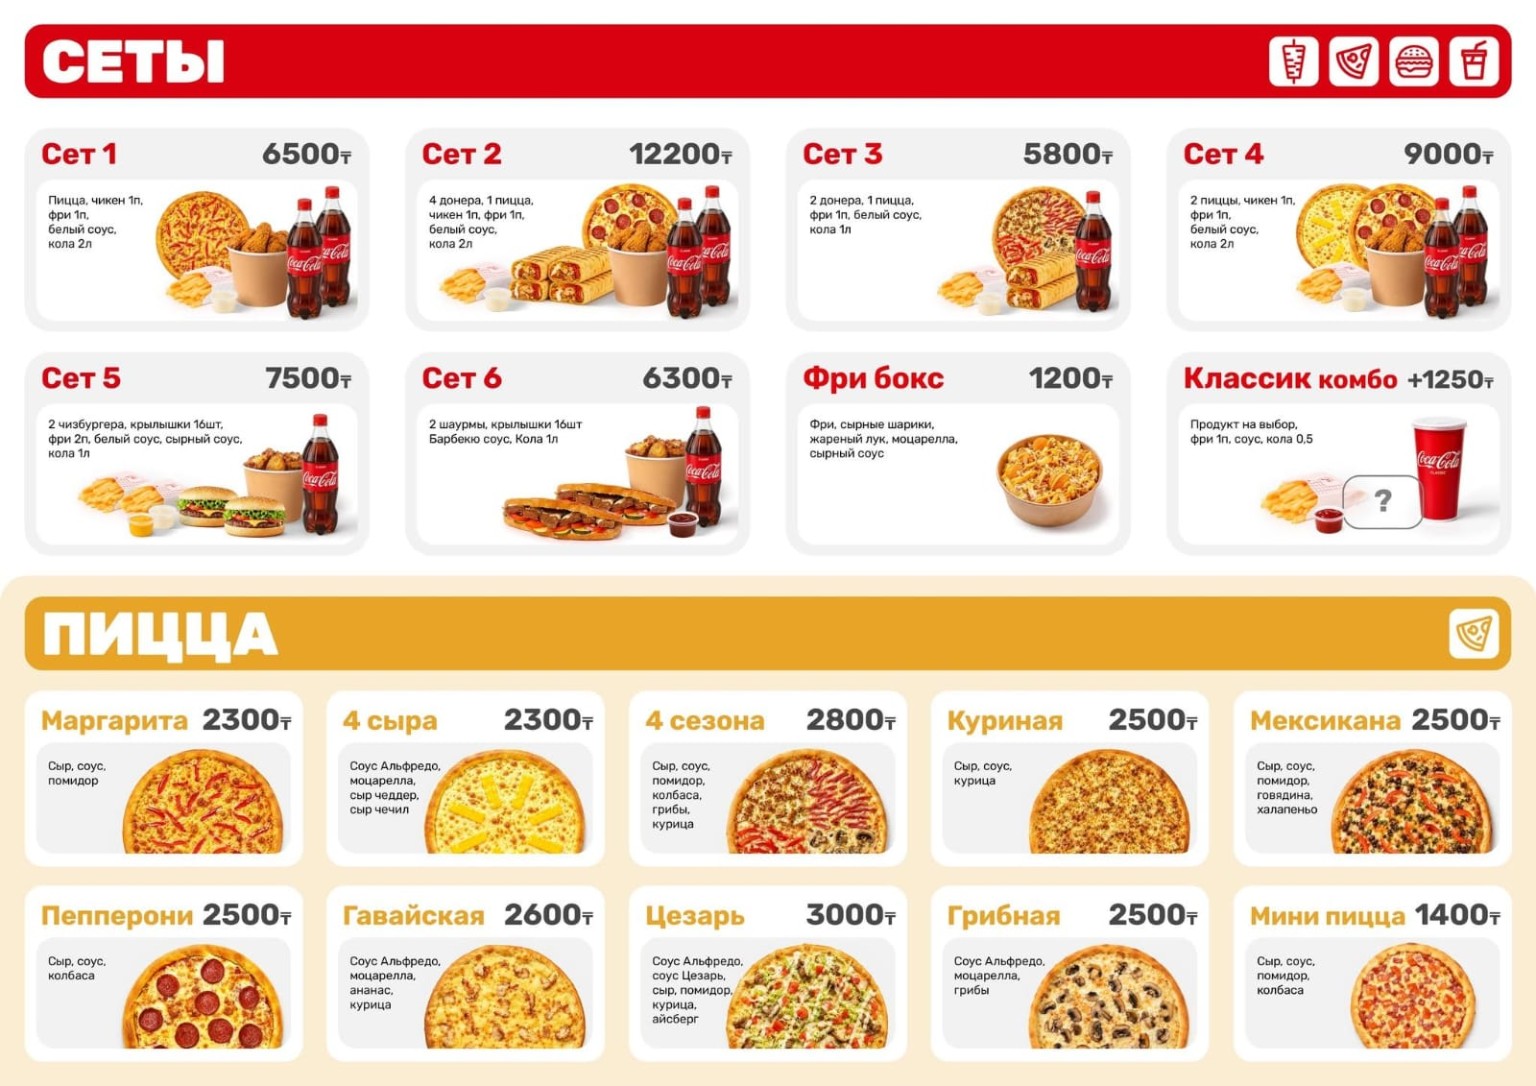 СЕТЫ
Сет 1 6500₸
Пицца, чикен 1п,
фри 1п,
белый соус,
кола 2л
Сет 2 12200₸
4 донера, 1 пицца,
чикен 1п, фри 1п,
белый соус,
кола 2л
Сет 3 5800₸
2 донера, 1 пицца,
фри 1п, белый соус,
кола 1л
Сет 4 9000₸
2 пиццы, чикен 1п,
фри 1п,
белый соус,
кола 2л
Сет 5 7500₸
2 чизбургера, крылышки 16шт,
фри 2п, белый соус, сырный соус,
кола 1л
Сет 6 6300₸
2 шаурмы, крылышки 16шт
Барбекю соус, Кола 1л
Фри бокс 1200₸
Фри, сырные шарики,
жареный лук, моцарелла,
сырный соус
Классик комбо +1250₸
Продукт на выбор,
фри 1п, соус, кола 0,5
Coca-Cola
?
ПИЦЦА
Маргарита 2300₸
Сыр, соус,
помидор
4 сыра 2300₸
Соус Альфредо,
моцарелла,
сыр чеддер,
сыр чечил
4 сезона 2800₸
Сыр, соус,
помидор,
колбаса,
грибы,
курица
Куриная 2500₸
Сыр, соус,
курица
Мексикана 2500₸
Сыр, соус,
помидор,
говядина,
халапеньо
Пепперони 2500₸
Сыр, соус,
колбаса
Гавайская 2600₸
Соус Альфредо,
моцарелла,
ананас,
курица
Цезарь 3000₸
Соус Альфредо,
соус Цезарь,
сыр, помидор,
курица,
айсберг
Грибная 2500₸
Соус Альфредо,
моцарелла,
грибы
Мини пицца 1400₸
Сыр, соус,
помидор,
колбаса